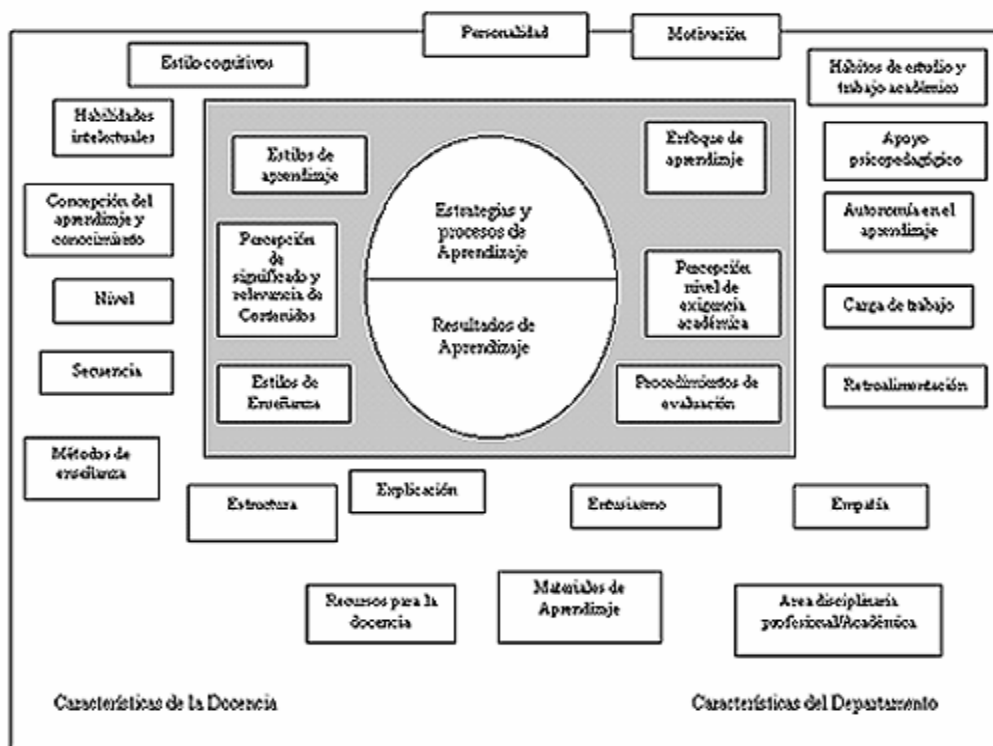 Personalidad
Motivación
Estilo cognitivos
Hábitos de estudio y
trabajo académico
Habilidades
intelectuales
Estilos de
aprendizaje
Enfoque de
aprendizaje
Apoyo
psicopedagógico
Concepción del
aprendizaje y
conocimiento
Estrategias y
procesos de
Aprendizaje
Autonomía en el
aprendizaje
Percepción
de
significado y
relevancia de
Contenidos
Percepción
nivel de
exigencia
académica
Nivel
Carga de trabajo
Resultados de
Aprendizaje
Secuencia
Estilos de
Enseñanza
Procedimientos de
evaluación
Retroalimentación
Métodos de
enseñanza
Estructura
Explicación
Entusiasmo
Empatía
Recursos para la
docencia
Materiales de
Aprendizaje
Area disciplinaria
profesional/Académica
Características de la Docencia
Características del Departamento